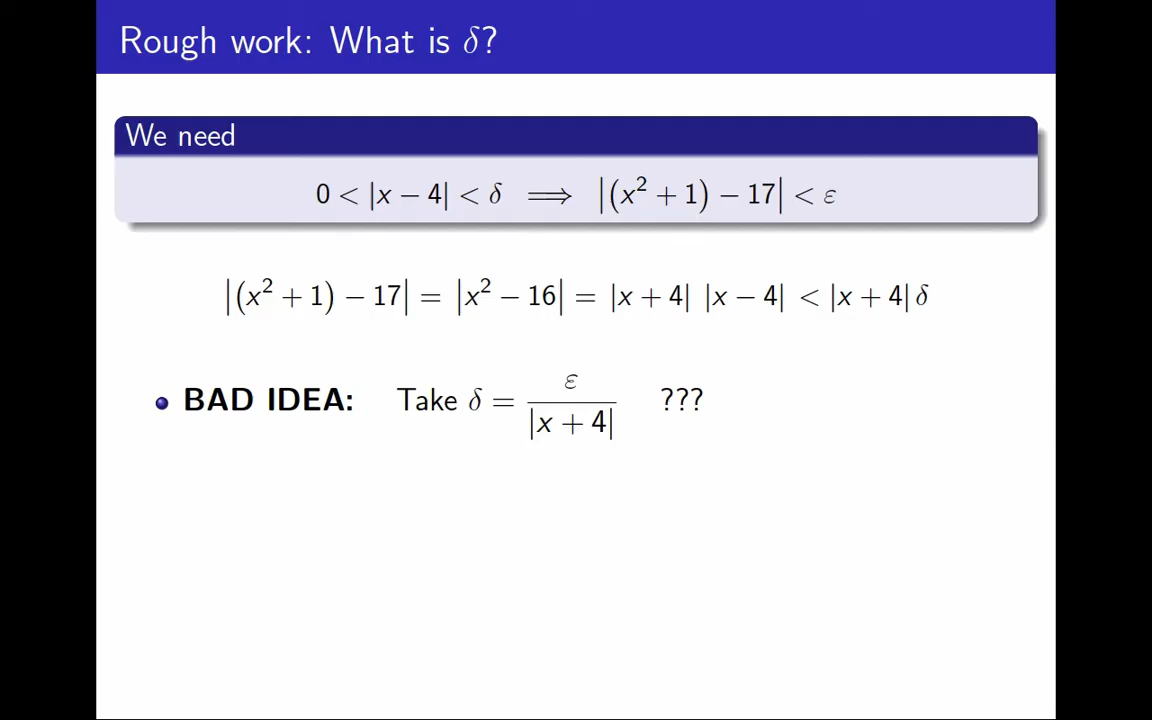 Rough work: What is δ?
We need
0 < |x − 4| < δ ⟹ |(x² + 1) − 17| < ε
|(x² + 1) − 17| = |x² − 16| = |x + 4| |x − 4| < |x + 4| δ
• BAD IDEA: Take δ = ε / |x + 4| ???